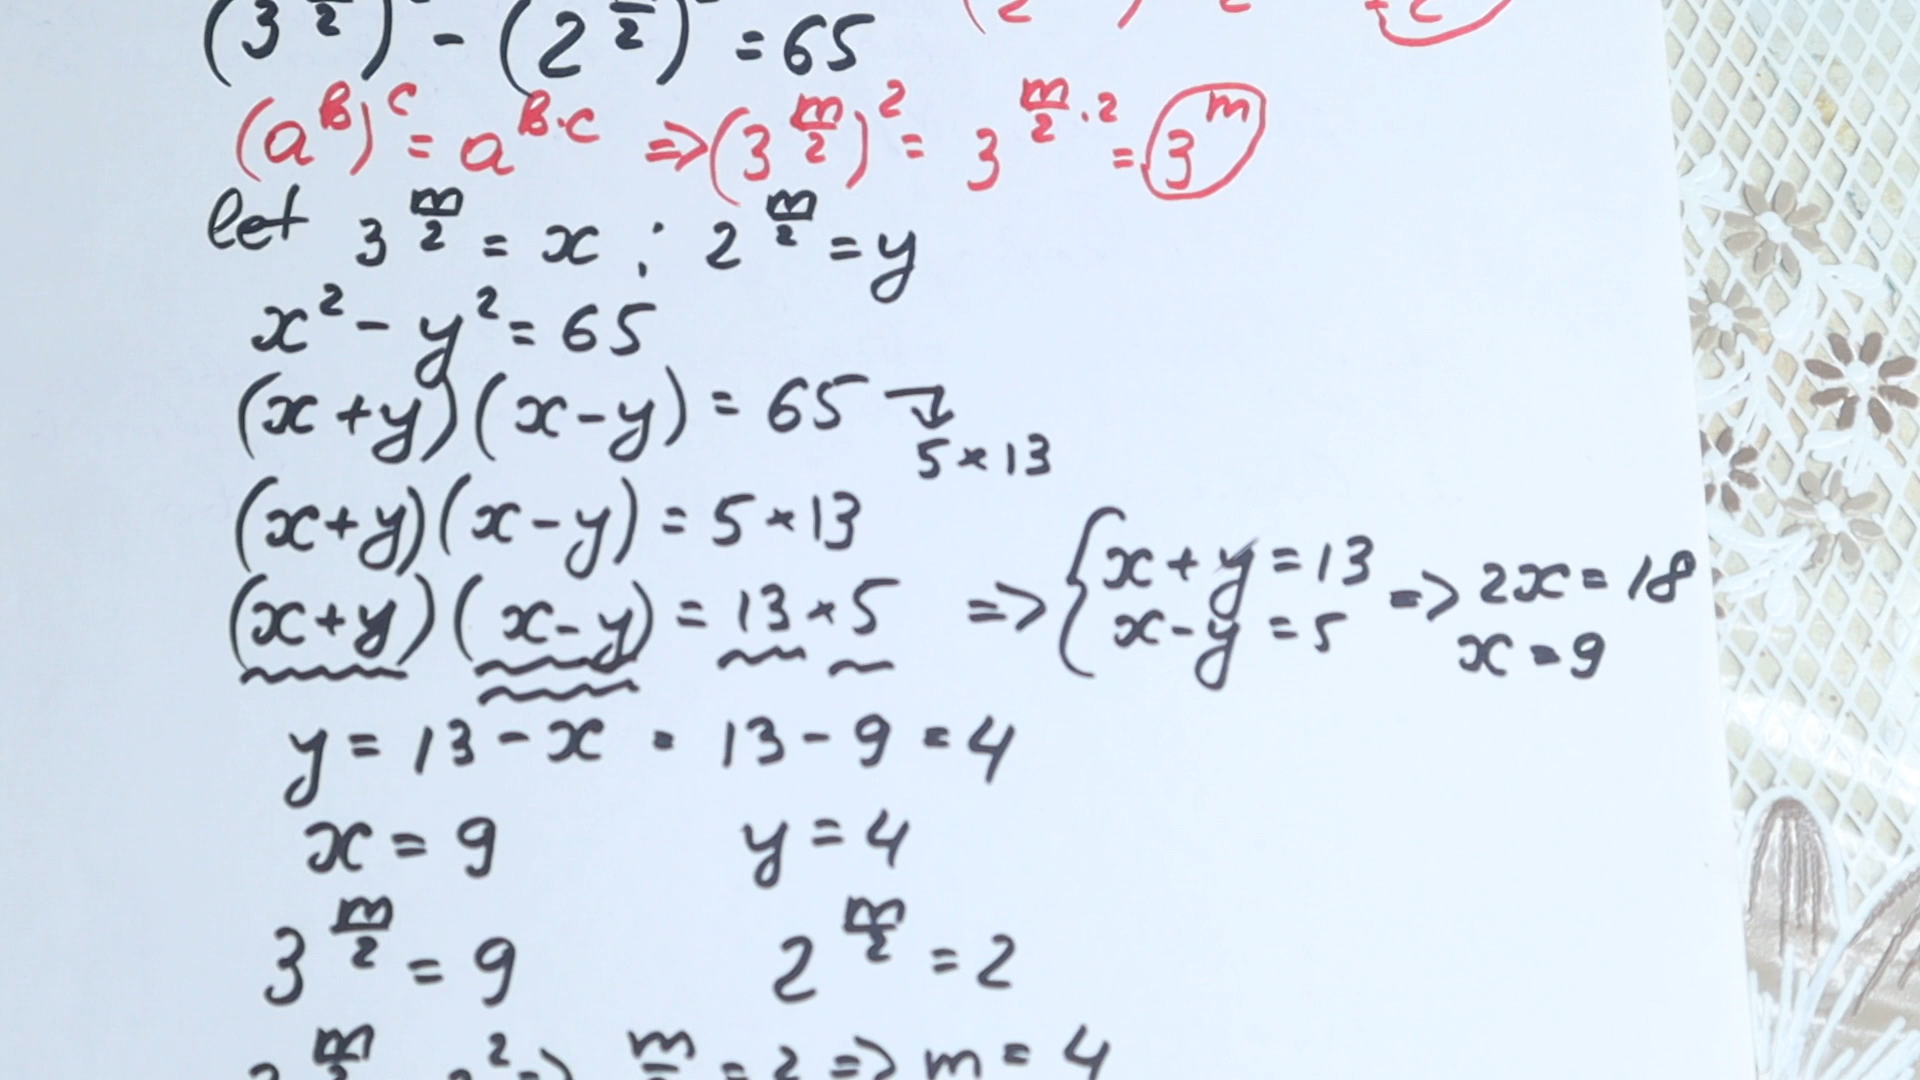 (3^(m/2))² - (2^(m/2))² = 65
(a^B)^c = a^(B·c) => (3^(m/2))² = 3^(m/2 · 2) = 3^m
let 3^(m/2) = x ; 2^(m/2) = y
x² - y² = 65
(x+y)(x-y) = 65
5 × 13
(x+y)(x-y) = 5 × 13
(x+y)(x-y) = 13 × 5 => { x+y = 13 => 2x = 18
x-y = 5 x = 9
y = 13 - x = 13 - 9 = 4
x = 9 y = 4
3^(m/2) = 9 2^(m/2) = 2
m/2 = 2 => m = 4